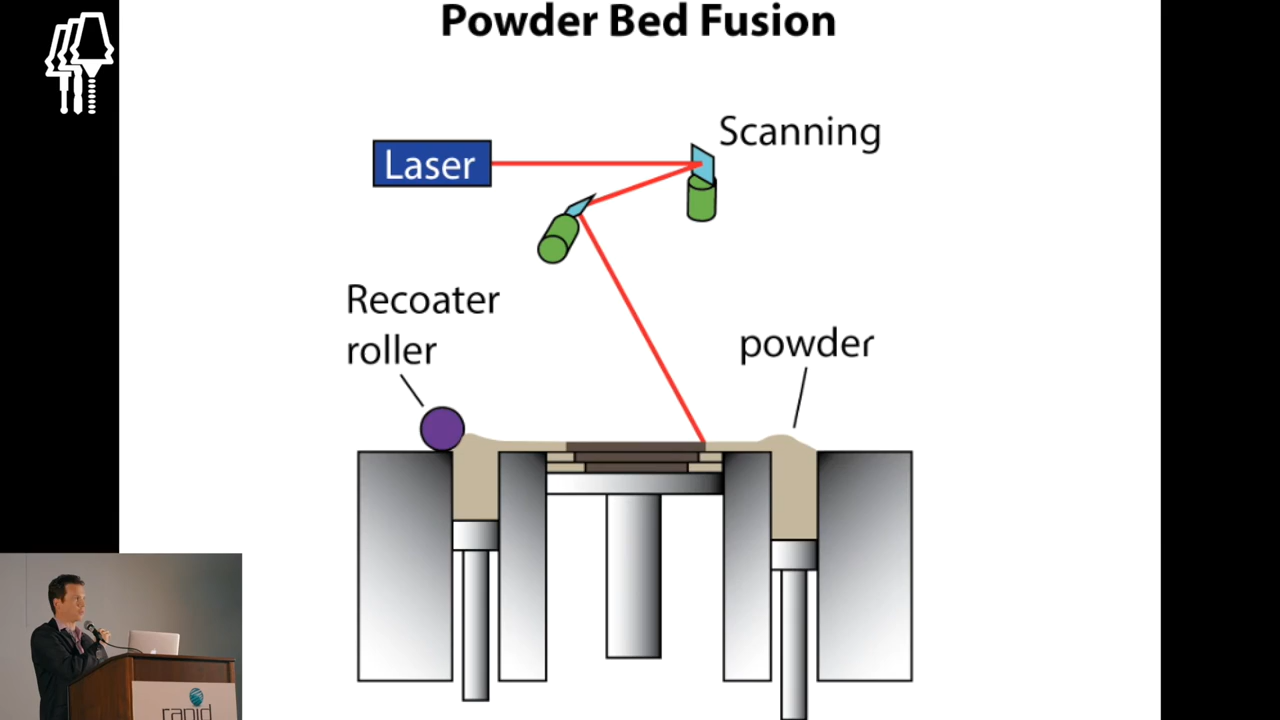 Powder Bed Fusion
Scanning
Laser
Recoater
roller
powder
rapid